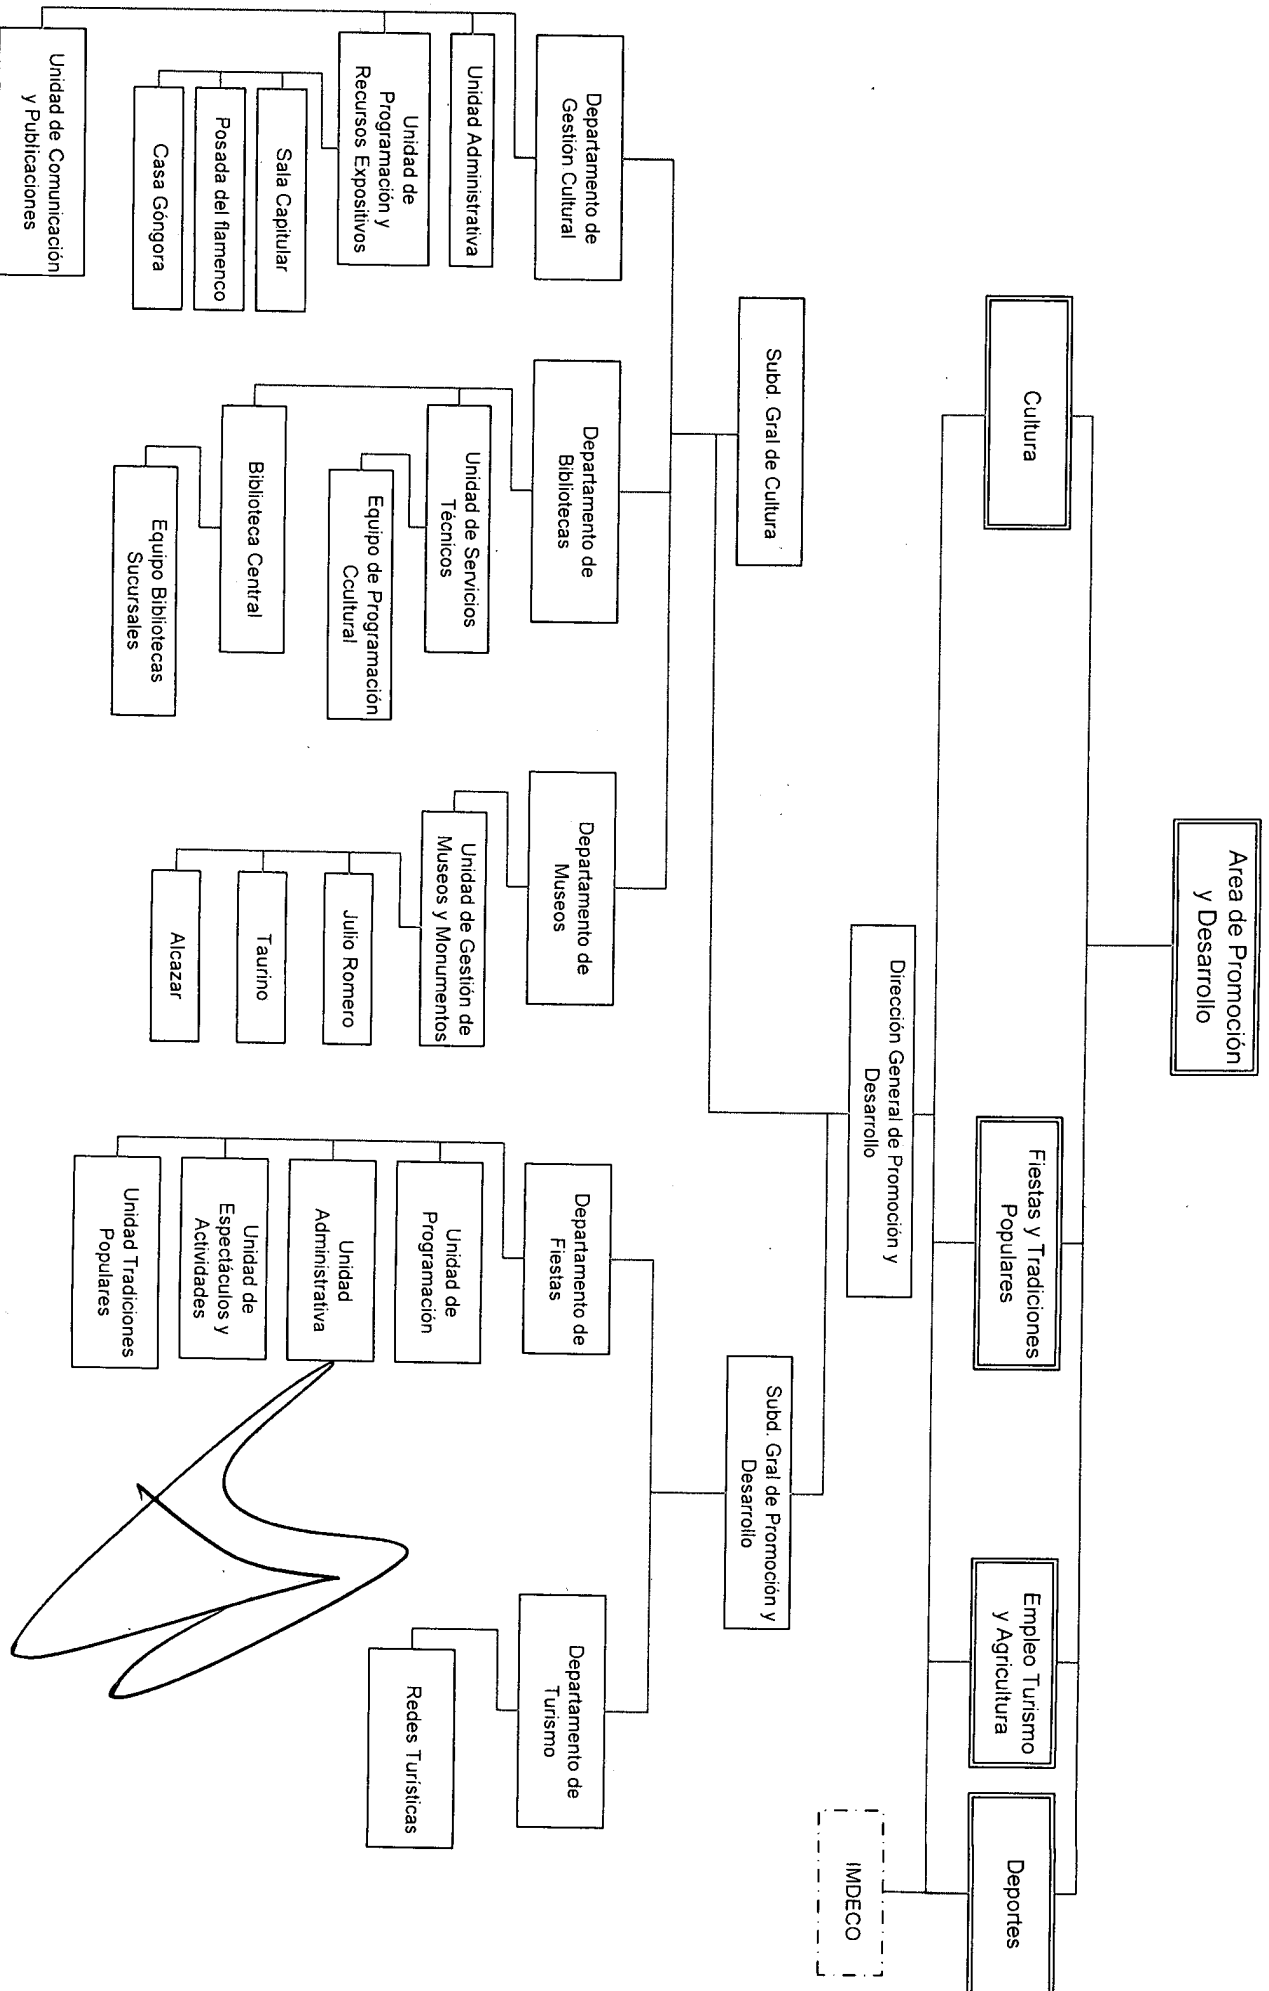 Area de Promoción
y Desarrollo
Cultura
Fiestas y Tradiciones
Populares
Empleo Turismo
y Agricultura
Deportes
Dirección General de Promoción y
Desarrollo
IMDECO
Subd. Gral de Cultura
Subd. Gral de Promoción y
Desarrollo
Departamento de
Gestión Cultural
Departamento de
Bibliotecas
Departamento de
Museos
Departamento de
Fiestas
Departamento de
Turismo
Unidad Administrativa
Unidad de
Programación y
Recursos Expositivos
Sala Capitular
Posada del flamenco
Casa Góngora
Unidad de Comunicación
y Publicaciones
Unidad de Servicios
Técnicos
Equipo de Programación
Ccultural
Biblioteca Central
Equipo Bibliotecas
Sucursales
Unidad de Gestión de
Museos y Monumentos
Julio Romero
Taurino
Alcazar
Unidad de
Programación
Unidad
Administrativa
Unidad de
Espectáculos y
Actividades
Unidad Tradiciones
Populares
Redes Turísticas